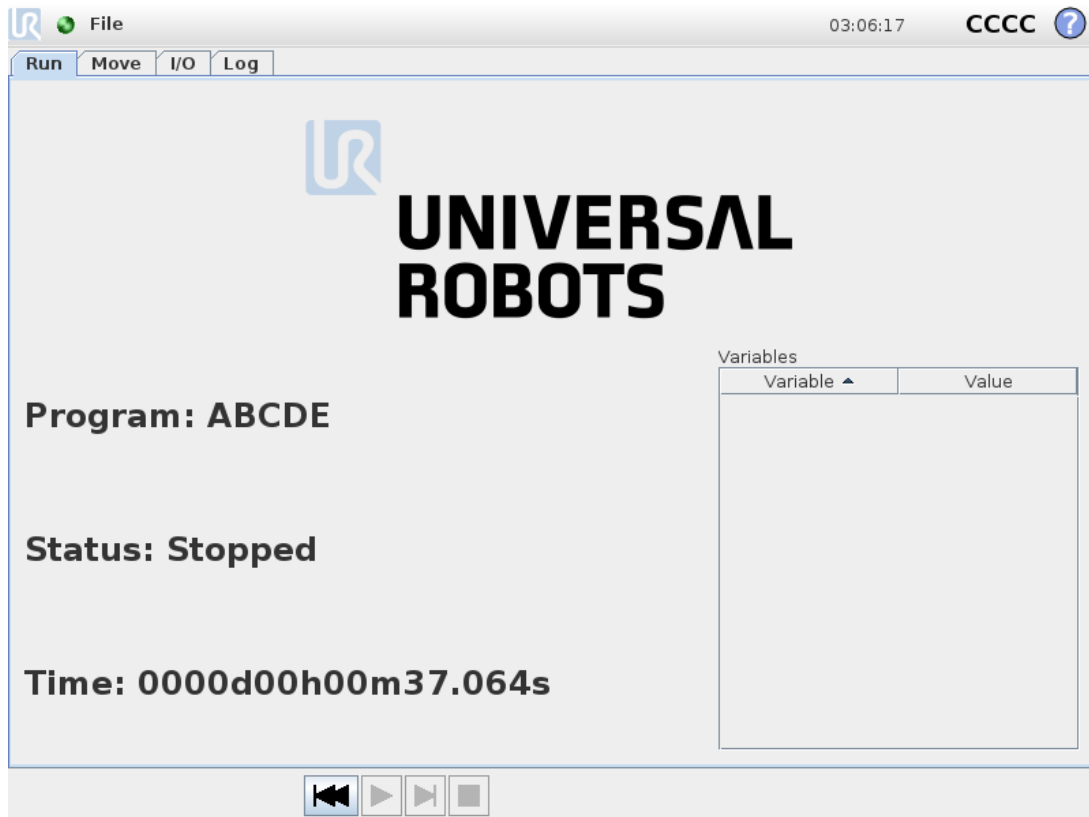 File
03:06:17
CCCC
?
Run
Move
I/O
Log
UR
UNIVERSAL
ROBOTS
Variables
Variable
Value
Program: ABCDE
Status: Stopped
Time: 0000d00h00m37.064s